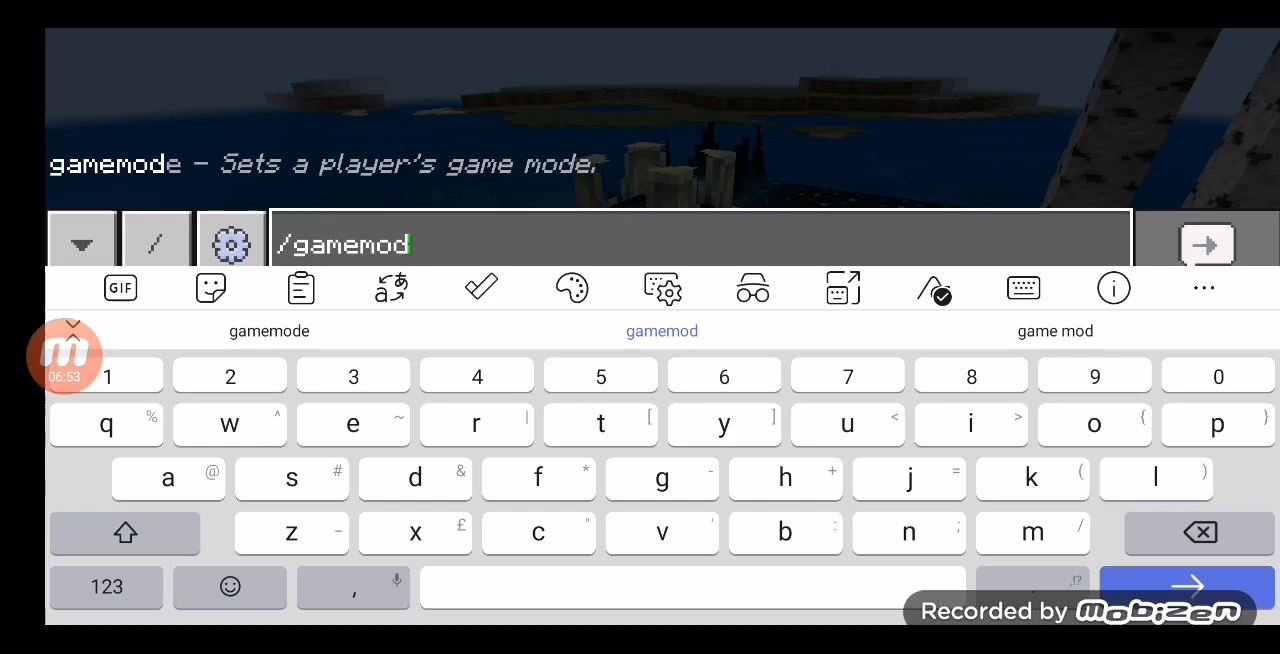 gamemode – Sets a player's game mode.
/ /gamemod
GIF
gamemode gamemod game mod
06:53
1 2 3 4 5 6 7 8 9 0
q % w ^ e ~ r | t [ y ] u < i > o { p }
a @ s # d & f * g - h + j = k ( l )
z – x £ c " v ' b : n ; m /
123 , . ,!?
Recorded by mobizen